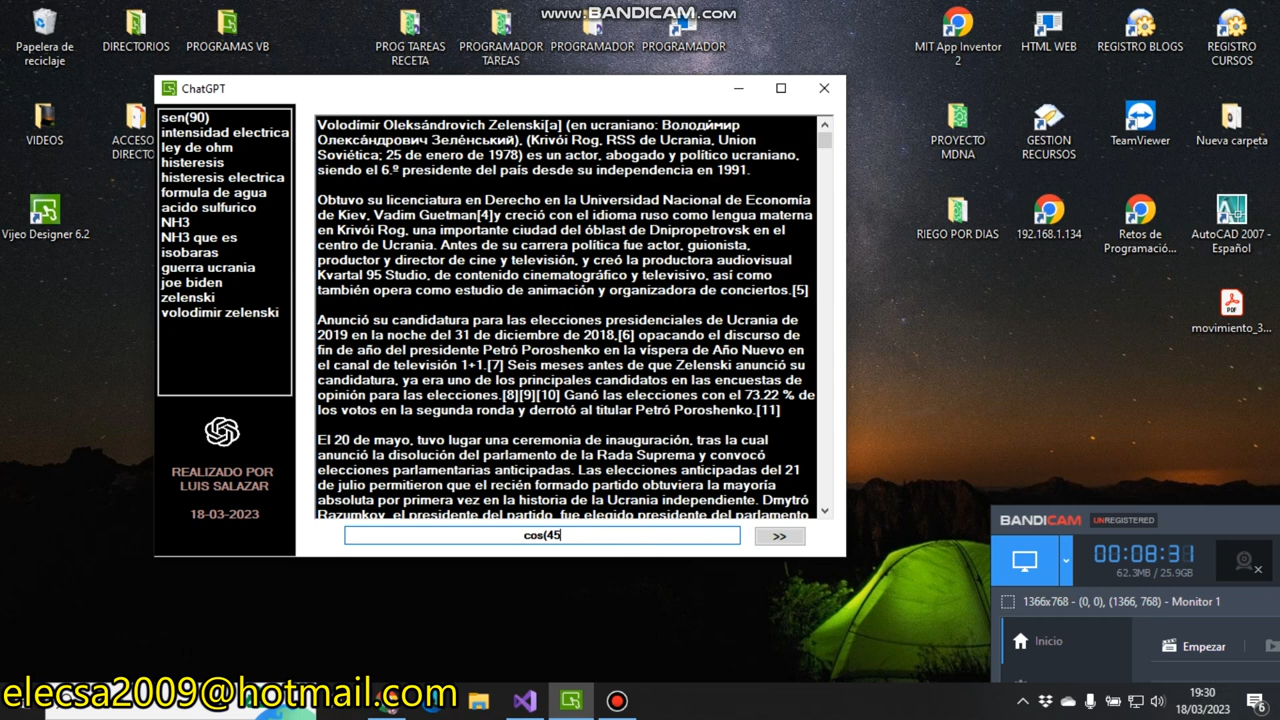 www.BANDICAM.com
Papelera de
reciclaje
DIRECTORIOS
PROGRAMAS VB
PROG TAREAS
RECETA
PROGRAMADOR
TAREAS
PROGRAMADOR
PROGRAMADOR
MIT App Inventor
2
HTML WEB
REGISTRO BLOGS
REGISTRO
CURSOS
VIDEOS
ACCESO
DIRECTO
Vijeo Designer 6.2
PROYECTO
MDNA
GESTION
RECURSOS
TeamViewer
Nueva carpeta
RIEGO POR DIAS
192.168.1.134
Retos de
Programació...
AutoCAD 2007 -
Español
PDF
movimiento_3...
ChatGPT
sen(90)
intensidad electrica
ley de ohm
histeresis
histeresis electrica
formula de agua
acido sulfurico
NH3
NH3 que es
isobaras
guerra ucrania
joe biden
zelenski
volodimir zelenski
REALIZADO POR
LUIS SALAZAR
18-03-2023
Volodímir Oleksándrovich Zelenski[a] (en ucraniano: Володи́мир
Олекса́ндрович Зеле́нський), (Krivói Rog, RSS de Ucrania, Union
Soviética; 25 de enero de 1978) es un actor, abogado y político ucraniano,
siendo el 6.º presidente del país desde su independencia en 1991.
Obtuvo su licenciatura en Derecho en la Universidad Nacional de Economía
de Kiev, Vadim Guetman[4]y creció con el idioma ruso como lengua materna
en Krivói Rog, una importante ciudad del óblast de Dnipropetrovsk en el
centro de Ucrania. Antes de su carrera política fue actor, guionista,
productor y director de cine y televisión, y creó la productora audiovisual
Kvartal 95 Studio, de contenido cinematográfico y televisivo, así como
también opera como estudio de animación y organizadora de conciertos.[5]
Anunció su candidatura para las elecciones presidenciales de Ucrania de
2019 en la noche del 31 de diciembre de 2018,[6] opacando el discurso de
fin de año del presidente Petró Poroshenko en la víspera de Año Nuevo en
el canal de televisión 1+1.[7] Seis meses antes de que Zelenski anunció su
candidatura, ya era uno de los principales candidatos en las encuestas de
opinión para las elecciones.[8][9][10] Ganó las elecciones con el 73.22 % de
los votos en la segunda ronda y derrotó al titular Petró Poroshenko.[11]
El 20 de mayo, tuvo lugar una ceremonia de inauguración, tras la cual
anunció la disolución del parlamento de la Rada Suprema y convocó
elecciones parlamentarias anticipadas. Las elecciones anticipadas del 21
de julio permitieron que el recién formado partido obtuviera la mayoría
absoluta por primera vez en la historia de la Ucrania independiente. Dmytró
Razumkov, el presidente del partido, fue elegido presidente del parlamento
cos(45
>>
BANDICAM UNREGISTERED
00:08:31
62.3MB / 25.9GB
1366x768 - (0, 0), (1366, 768) - Monitor 1
Inicio
Empezar
elecsa2009@hotmail.com
19:30
18/03/2023
6